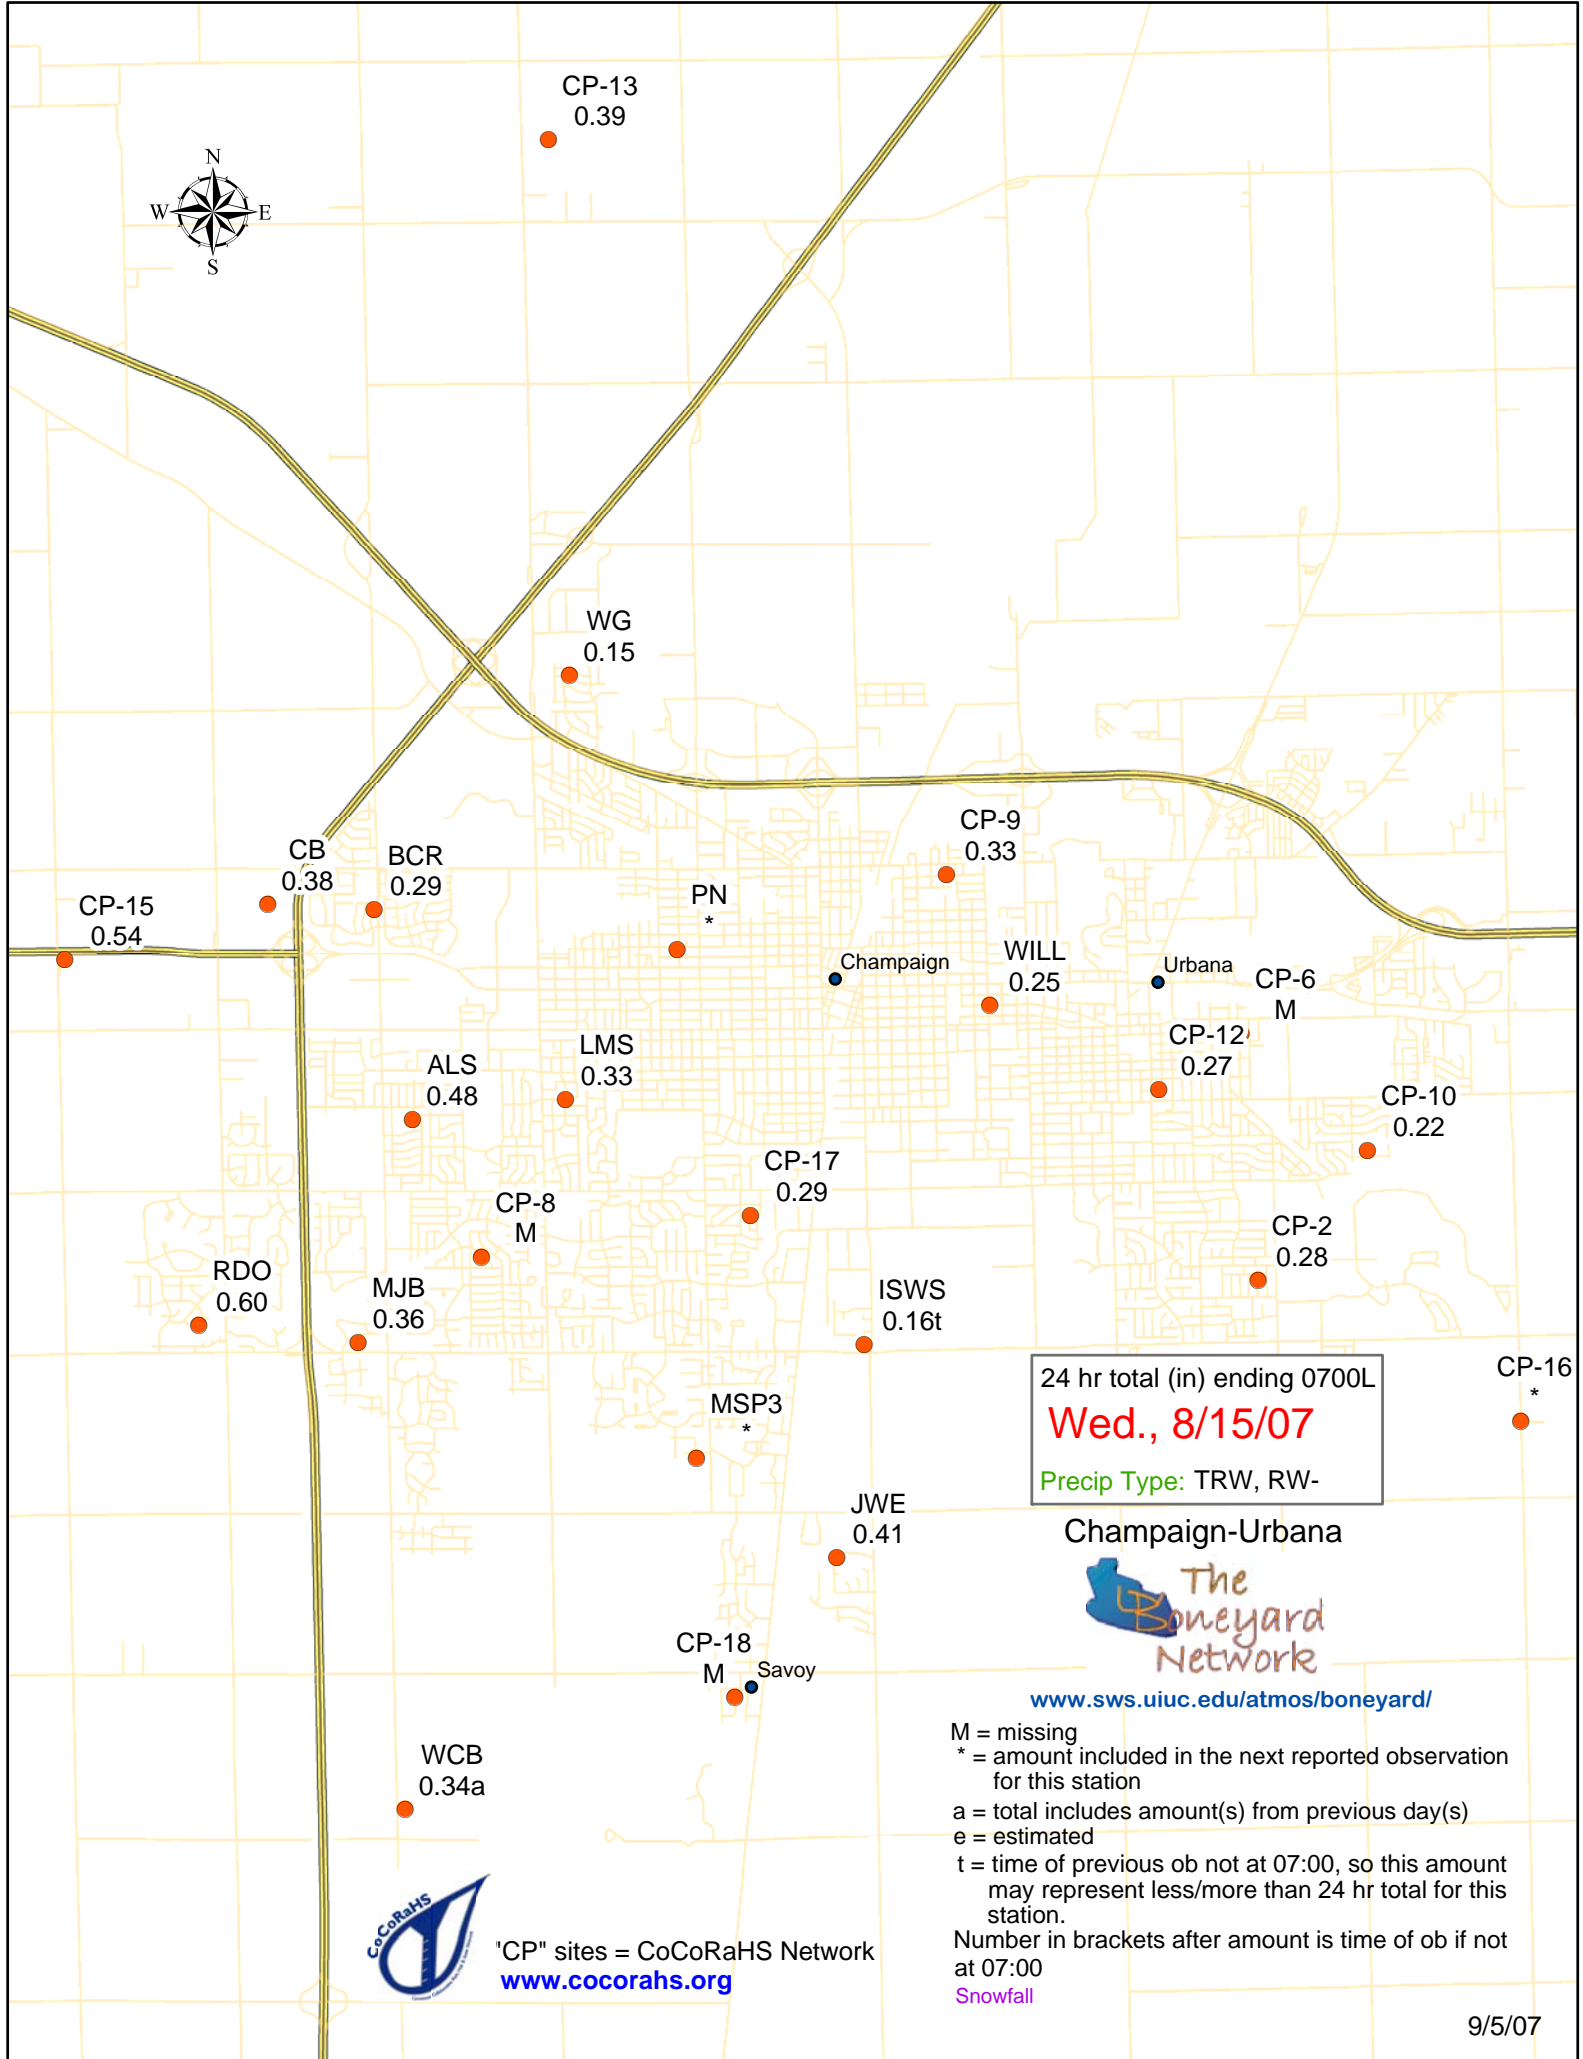 CP-13
0.39
N
W
E
S
WG
0.15
CP-9
0.33
CB
0.38
BCR
0.29
PN
*
CP-15
0.54
Champaign
WILL
0.25
Urbana
CP-6
M
CP-12
0.27
LMS
0.33
ALS
0.48
CP-10
0.22
CP-17
0.29
CP-8
M
CP-2
0.28
RDO
0.60
MJB
0.36
ISWS
0.16t
CP-16
*
MSP3
*
24 hr total (in) ending 0700L
Wed., 8/15/07
Precip Type: TRW, RW-
JWE
0.41
Champaign-Urbana
The
Boneyard
Network
CP-18
M
Savoy
www.sws.uiuc.edu/atmos/boneyard/
WCB
0.34a
M = missing
* = amount included in the next reported observation
for this station
a = total includes amount(s) from previous day(s)
e = estimated
t = time of previous ob not at 07:00, so this amount
may represent less/more than 24 hr total for this
station.
Number in brackets after amount is time of ob if not
at 07:00
Snowfall
CoCoRaHS
"CP" sites = CoCoRaHS Network
www.cocorahs.org
9/5/07